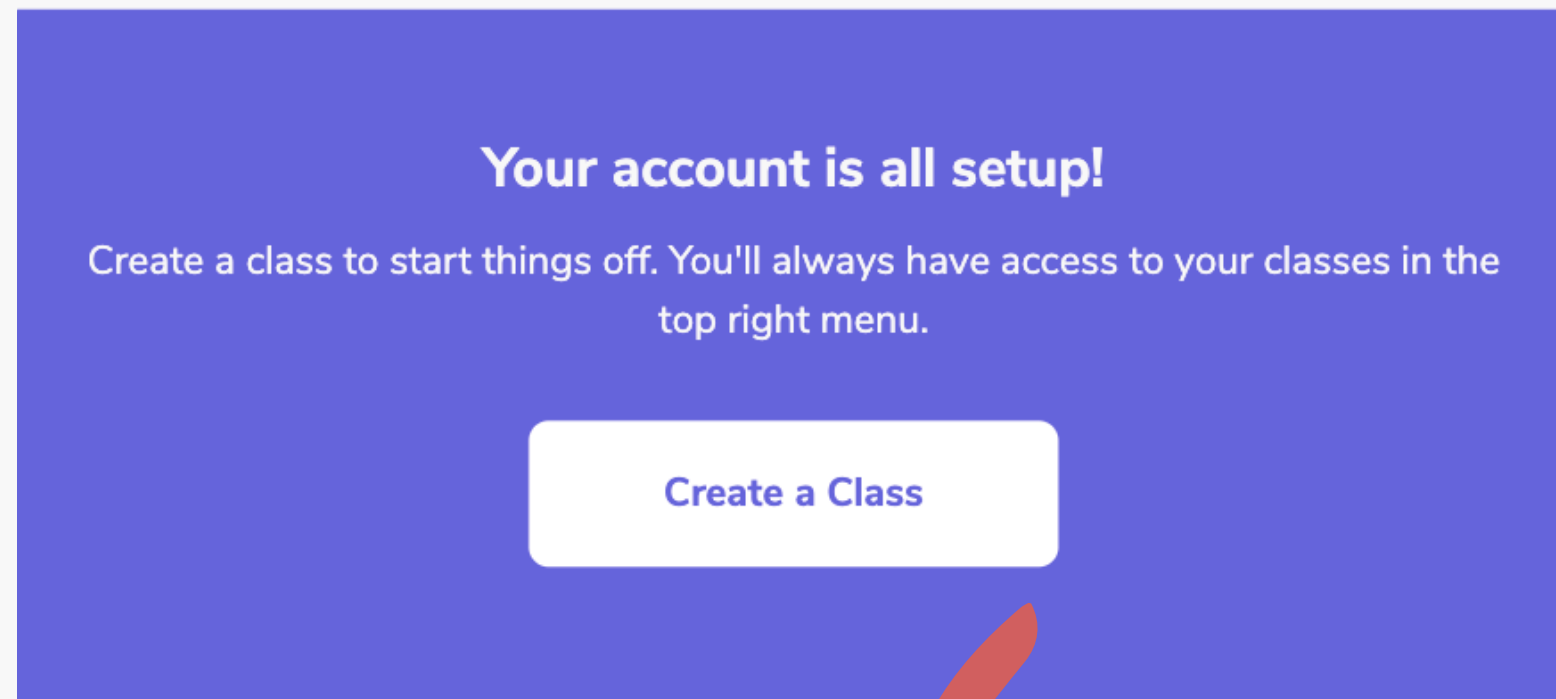 Your account is all setup!
Create a class to start things off. You'll always have access to your classes in the
top right menu.
Create a Class